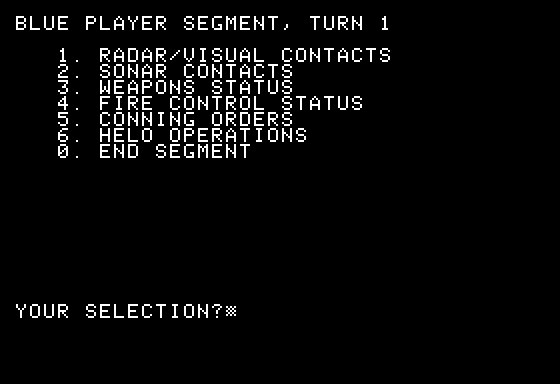 BLUE PLAYER SEGMENT, TURN 1
1. RADAR/VISUAL CONTACTS
2. SONAR CONTACTS
3. WEAPONS STATUS
4. FIRE CONTROL STATUS
5. CONNING ORDERS
6. HELO OPERATIONS
0. END SEGMENT
YOUR SELECTION?